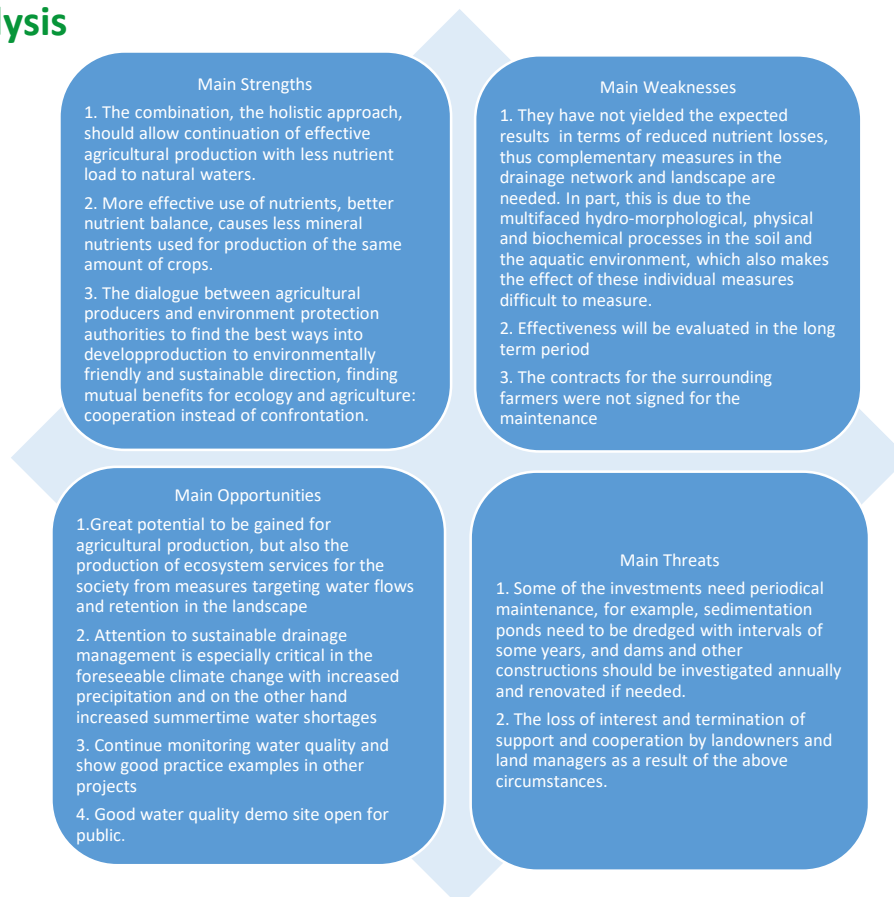 lysis
Main Strengths
1. The combination, the holistic approach,
should allow continuation of effective
agricultural production with less nutrient
load to natural waters.
2. More effective use of nutrients, better
nutrient balance, causes less mineral
nutrients used for production of the same
amount of crops.
3. The dialogue between agricultural
producers and environment protection
authorities to find the best ways into
developproduction to environmentally
friendly and sustainable direction, finding
mutual benefits for ecology and agriculture:
cooperation instead of confrontation.
Main Weaknesses
1. They have not yielded the expected
results in terms of reduced nutrient losses,
thus complementary measures in the
drainage network and landscape are
needed. In part, this is due to the
multifaced hydro-morphological, physical
and biochemical processes in the soil and
the aquatic environment, which also makes
the effect of these individual measures
difficult to measure.
2. Effectiveness will be evaluated in the long
term period
3. The contracts for the surrounding
farmers were not signed for the
maintenance
Main Opportunities
1.Great potential to be gained for
agricultural production, but also the
production of ecosystem services for the
society from measures targeting water flows
and retention in the landscape
2. Attention to sustainable drainage
management is especially critical in the
foreseeable climate change with increased
precipitation and on the other hand
increased summertime water shortages
3. Continue monitoring water quality and
show good practice examples in other
projects
4. Good water quality demo site open for
public.
Main Threats
1. Some of the investments need periodical
maintenance, for example, sedimentation
ponds need to be dredged with intervals of
some years, and dams and other
constructions should be investigated annually
and renovated if needed.
2. The loss of interest and termination of
support and cooperation by landowners and
land managers as a result of the above
circumstances.